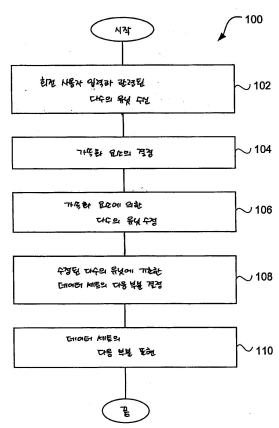 시작
100
회전 사용자 입력과 관련된
다수의 유닛 수신
102
가속화 요소의 결정
104
가속화 요소에 의한
다수의 유닛 수정
106
수정된 다수의 유닛에 기초한
데이터 세트의 다음 부분 결정
108
데이터 세트의
다음 부분 표현
110
끝